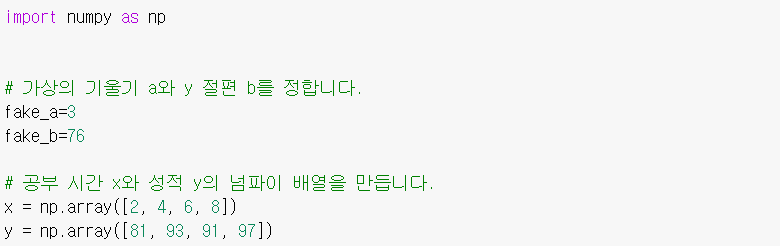 import numpy as np
# 가상의 기울기 a와 y 절편 b를 정합니다.
fake_a=3
fake_b=76
# 공부 시간 x와 성적 y의 넘파이 배열을 만듭니다.
x = np.array([2, 4, 6, 8])
y = np.array([81, 93, 91, 97])